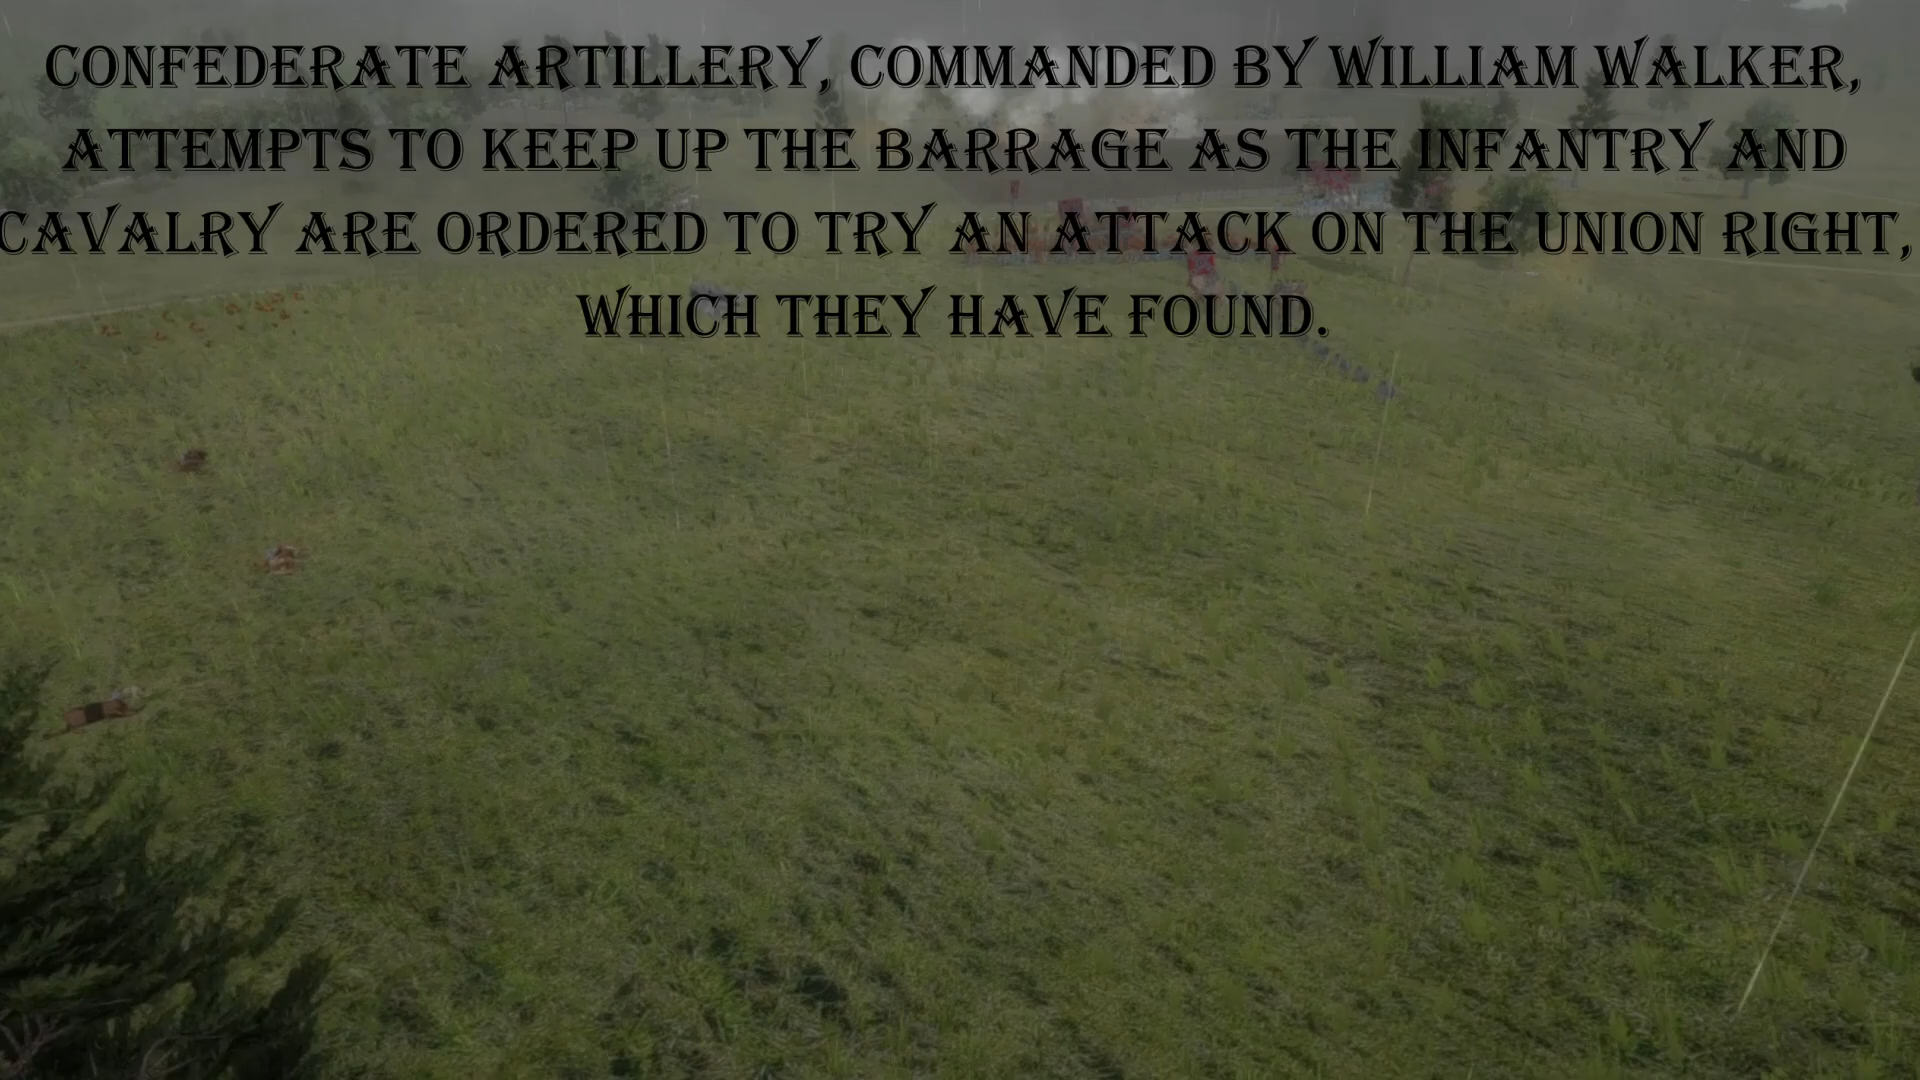 CONFEDERATE ARTILLERY, COMMANDED BY WILLIAM WALKER,
ATTEMPTS TO KEEP UP THE BARRAGE AS THE INFANTRY AND
CAVALRY ARE ORDERED TO TRY AN ATTACK ON THE UNION RIGHT,
WHICH THEY HAVE FOUND.